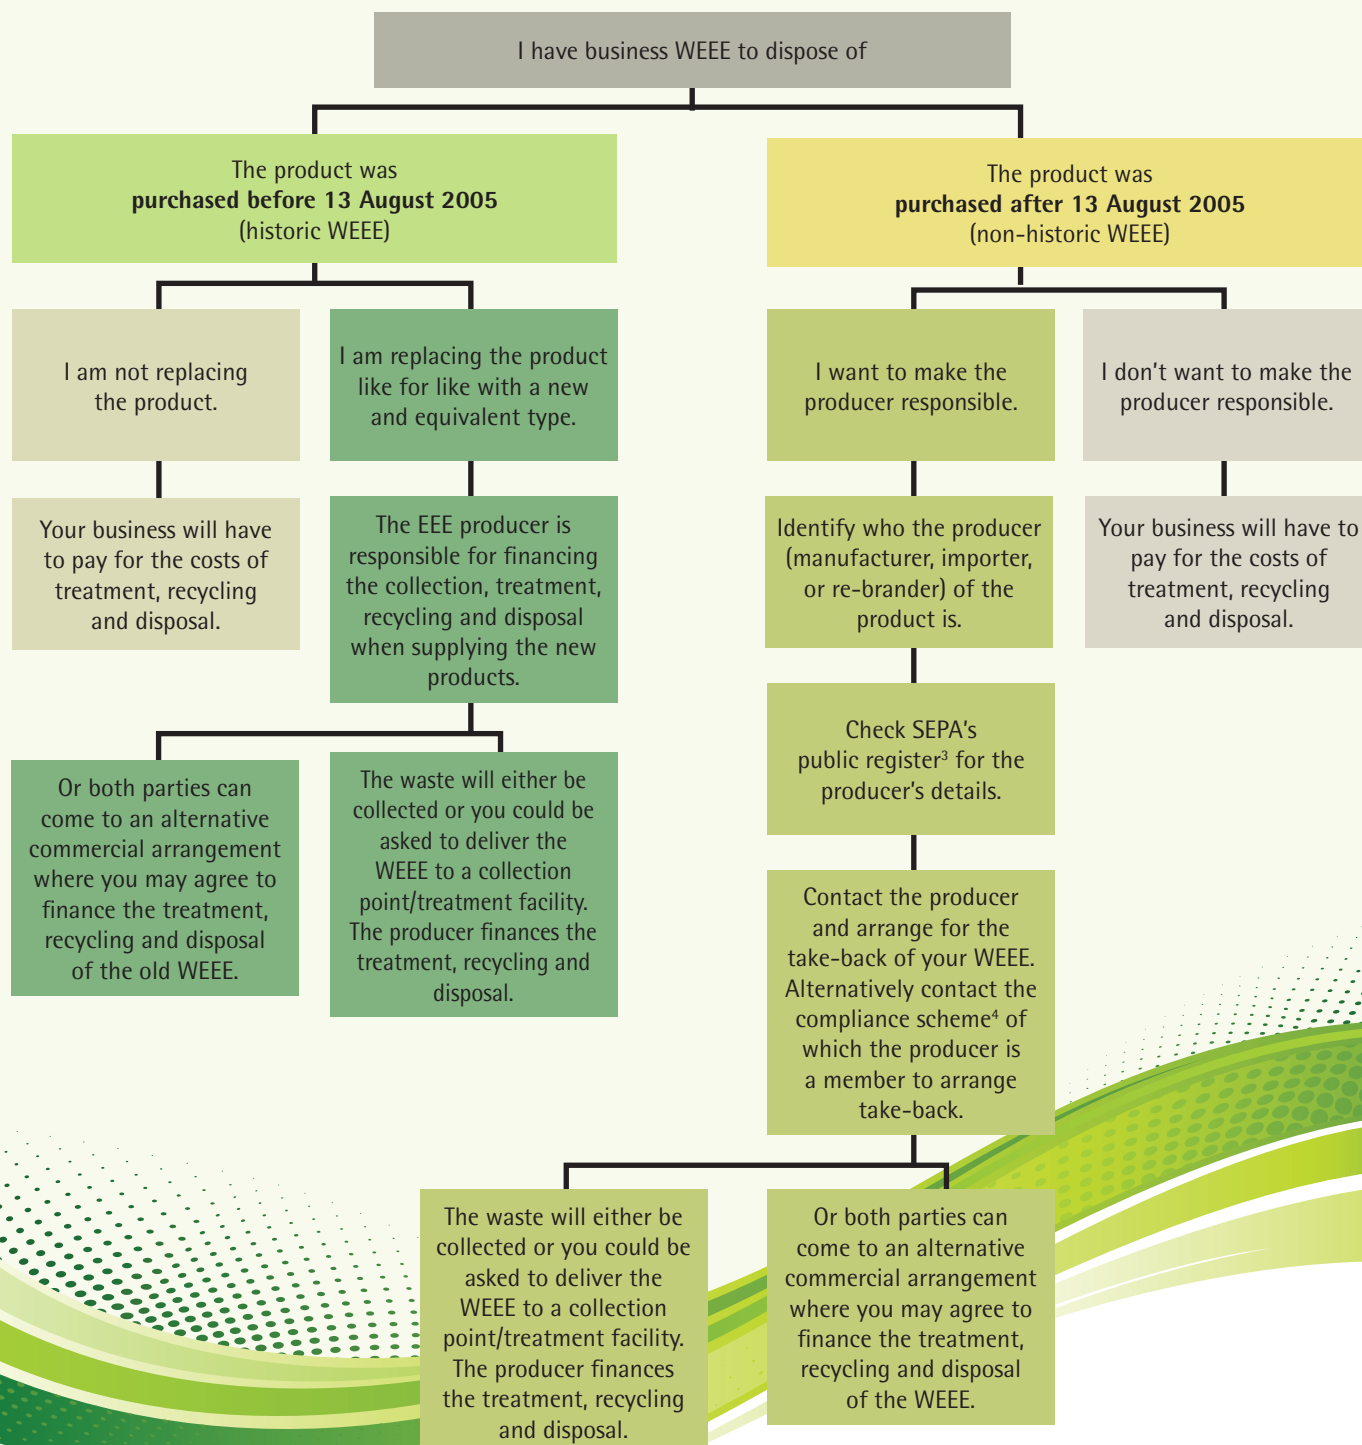 I have business WEEE to dispose of
The product was
purchased before 13 August 2005
(historic WEEE)
The product was
purchased after 13 August 2005
(non-historic WEEE)
I am not replacing
the product.
I am replacing the product
like for like with a new
and equivalent type.
I want to make the
producer responsible.
I don't want to make the
producer responsible.
Your business will have
to pay for the costs of
treatment, recycling
and disposal.
The EEE producer is
responsible for financing
the collection, treatment,
recycling and disposal
when supplying the new
products.
Identify who the producer
(manufacturer, importer,
or re-brander) of the
product is.
Your business will have to
pay for the costs of
treatment, recycling
and disposal.
Check SEPA's
public register³ for the
producer's details.
Or both parties can
come to an alternative
commercial arrangement
where you may agree to
finance the treatment,
recycling and disposal
of the old WEEE.
The waste will either be
collected or you could be
asked to deliver the
WEEE to a collection
point/treatment facility.
The producer finances the
treatment, recycling and
disposal.
Contact the producer
and arrange for the
take-back of your WEEE.
Alternatively contact the
compliance scheme⁴ of
which the producer is
a member to arrange
take-back.
The waste will either be
collected or you could be
asked to deliver the
WEEE to a collection
point/treatment facility.
The producer finances
the treatment, recycling
and disposal.
Or both parties can
come to an alternative
commercial arrangement
where you may agree to
finance the treatment,
recycling and disposal
of the WEEE.